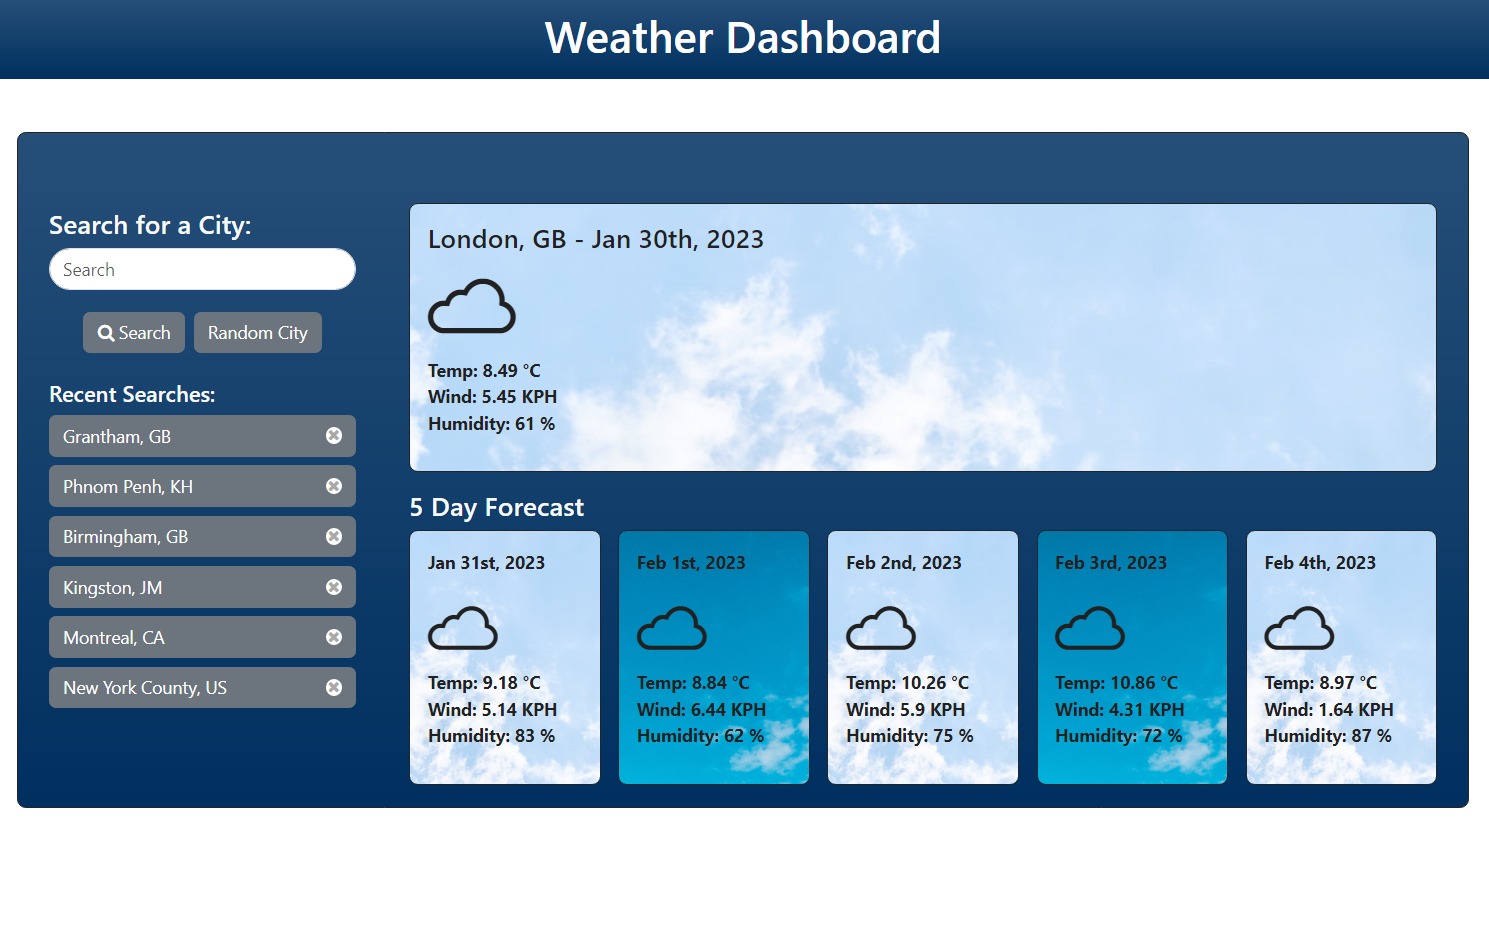 Weather Dashboard
Search for a City:
Search
Search
Random City
Recent Searches:
Grantham, GB
Phnom Penh, KH
Birmingham, GB
Kingston, JM
Montreal, CA
New York County, US
London, GB - Jan 30th, 2023
Temp: 8.49 °C
Wind: 5.45 KPH
Humidity: 61 %
5 Day Forecast
Jan 31st, 2023
Temp: 9.18 °C
Wind: 5.14 KPH
Humidity: 83 %
Feb 1st, 2023
Temp: 8.84 °C
Wind: 6.44 KPH
Humidity: 62 %
Feb 2nd, 2023
Temp: 10.26 °C
Wind: 5.9 KPH
Humidity: 75 %
Feb 3rd, 2023
Temp: 10.86 °C
Wind: 4.31 KPH
Humidity: 72 %
Feb 4th, 2023
Temp: 8.97 °C
Wind: 1.64 KPH
Humidity: 87 %